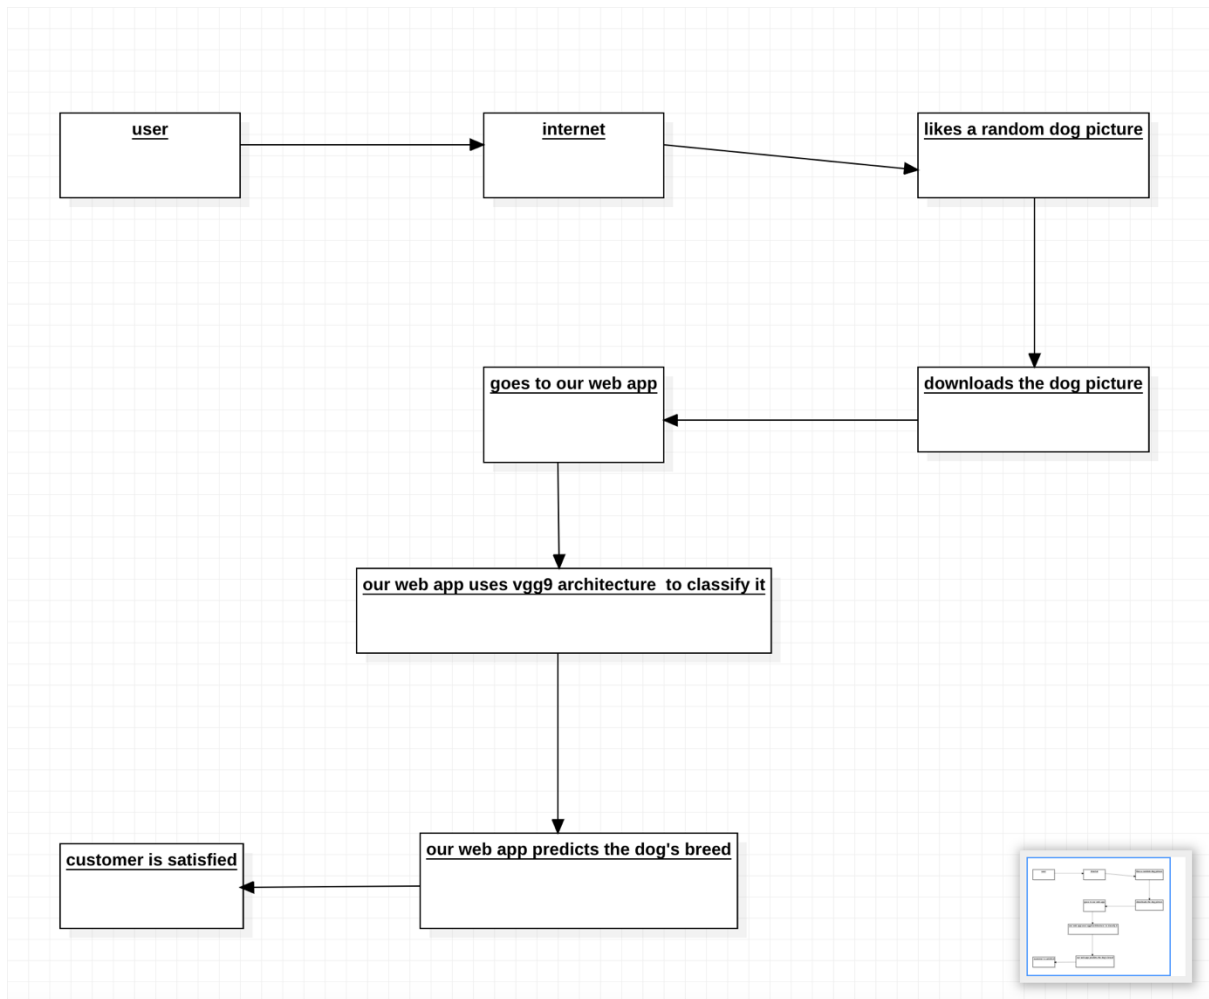 user
internet
likes a random dog picture
downloads the dog picture
goes to our web app
our web app uses vgg9 architecture  to classify it
our web app predicts the dog's breed
customer is satisfied